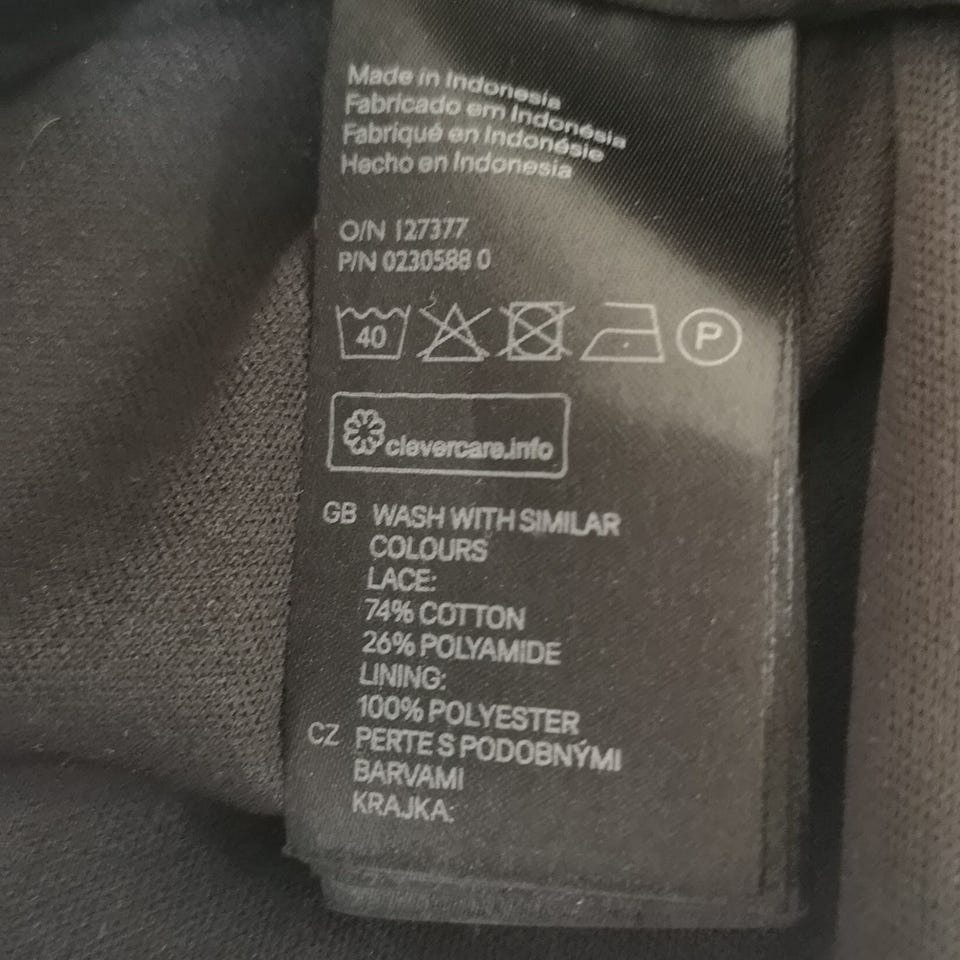 Made in Indonesia
Fabricado em Indonésia
Fabriqué en Indonésie
Hecho en Indonesia
O/N 127377
P/N 0230588 0
40
P
clevercare.info
GB WASH WITH SIMILAR
COLOURS
LACE:
74% COTTON
26% POLYAMIDE
LINING:
100% POLYESTER
CZ PERTE S PODOBNÝMI
BARVAMI
KRAJKA: